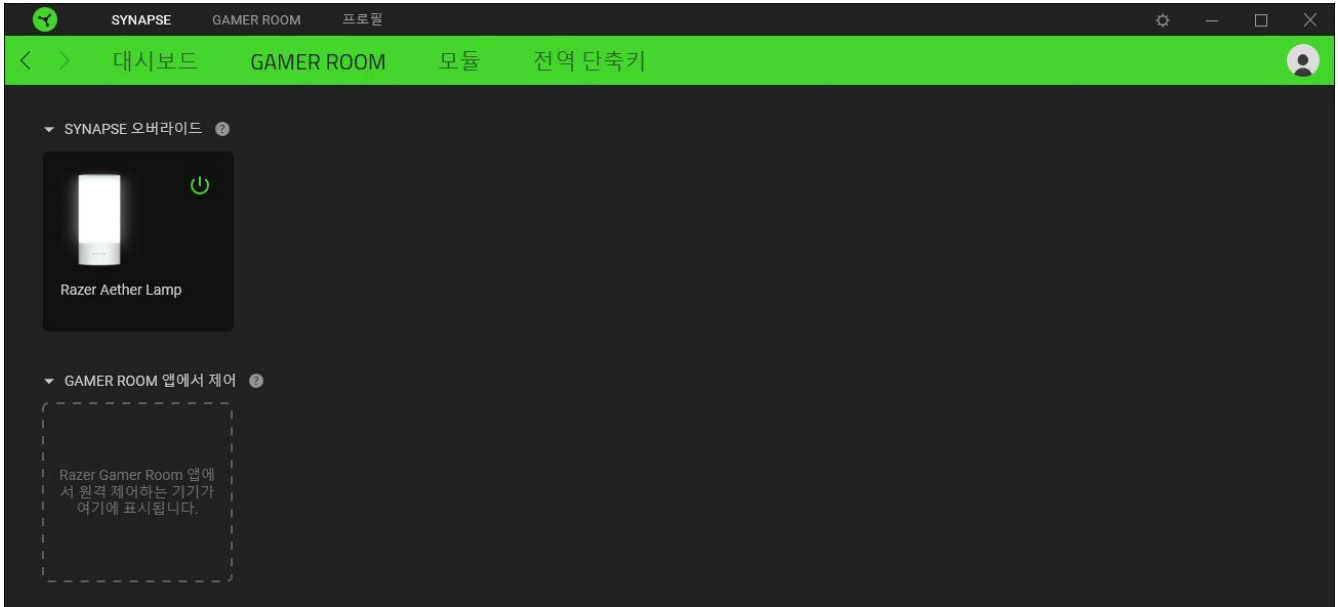 SYNAPSE GAMER ROOM 프로필
대시보드 GAMER ROOM 모듈 전역 단축키
SYNAPSE 오버라이드 ?
Razer Aether Lamp
GAMER ROOM 앱에서 제어 ?
Razer Gamer Room 앱에
서 원격 제어하는 기기가
여기에 표시됩니다.